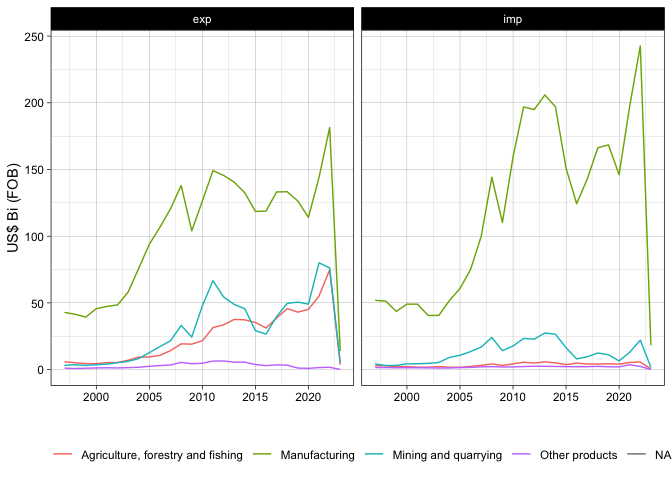 exp
imp
US$ Bi (FOB)
250
200
150
100
50
0
2000 2005 2010 2015 2020
2000 2005 2010 2015 2020
Agriculture, forestry and fishing Manufacturing Mining and quarrying Other products NA